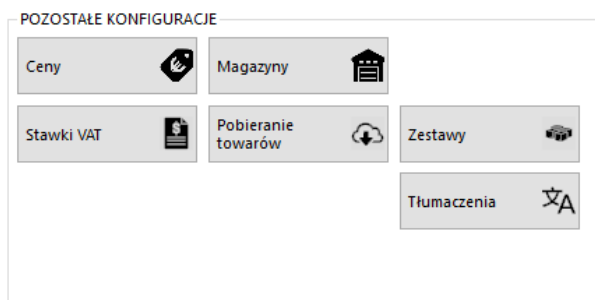 POZOSTAŁE KONFIGURACJE
Ceny
Magazyny
Stawki VAT
Pobieranie
towarów
Zestawy
Tłumaczenia